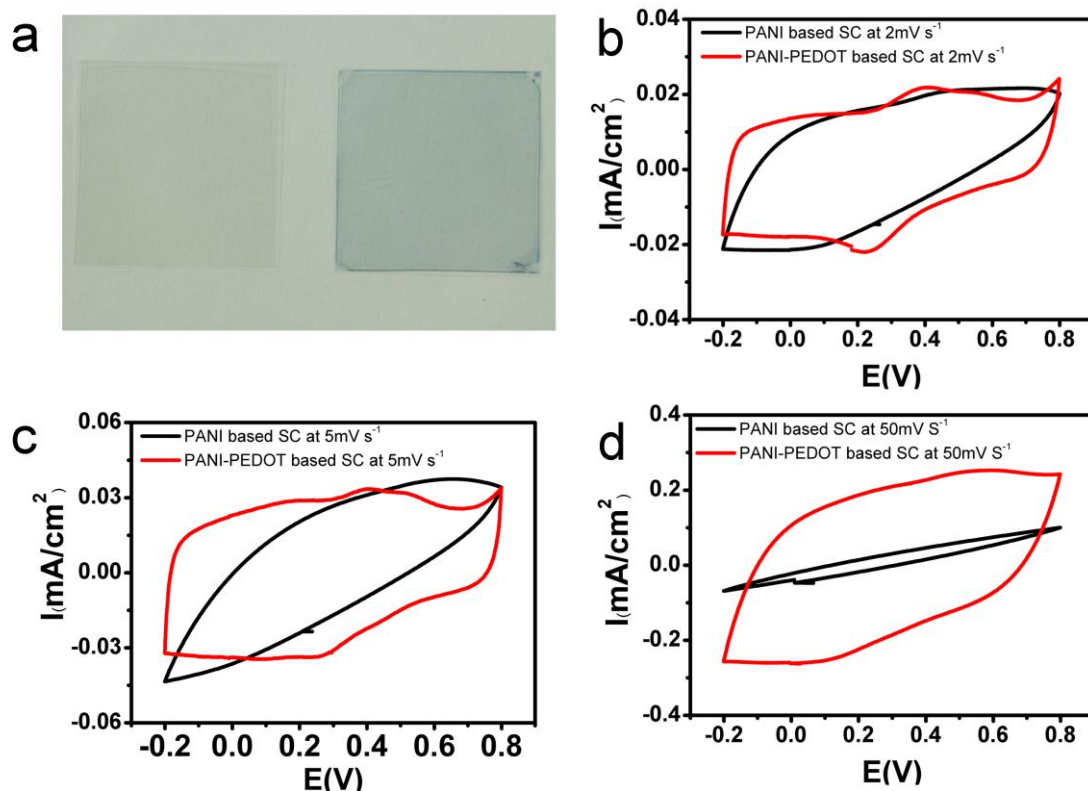 a
b
PANI based SC at 2mV s⁻¹
PANI-PEDOT based SC at 2mV s⁻¹
0.04
0.02
0.00
-0.02
-0.04
I(mA/cm²)
-0.2 0.0 0.2 0.4 0.6 0.8
E(V)
c
PANI based SC at 5mV s⁻¹
PANI-PEDOT based SC at 5mV s⁻¹
0.06
0.03
0.00
-0.03
-0.06
I(mA/cm²)
-0.2 0.0 0.2 0.4 0.6 0.8
E(V)
d
PANI based SC at 50mV S⁻¹
PANI-PEDOT based SC at 50mV S⁻¹
0.4
0.2
0.0
-0.2
-0.4
I(mA/cm²)
-0.2 0.0 0.2 0.4 0.6 0.8
E(V)